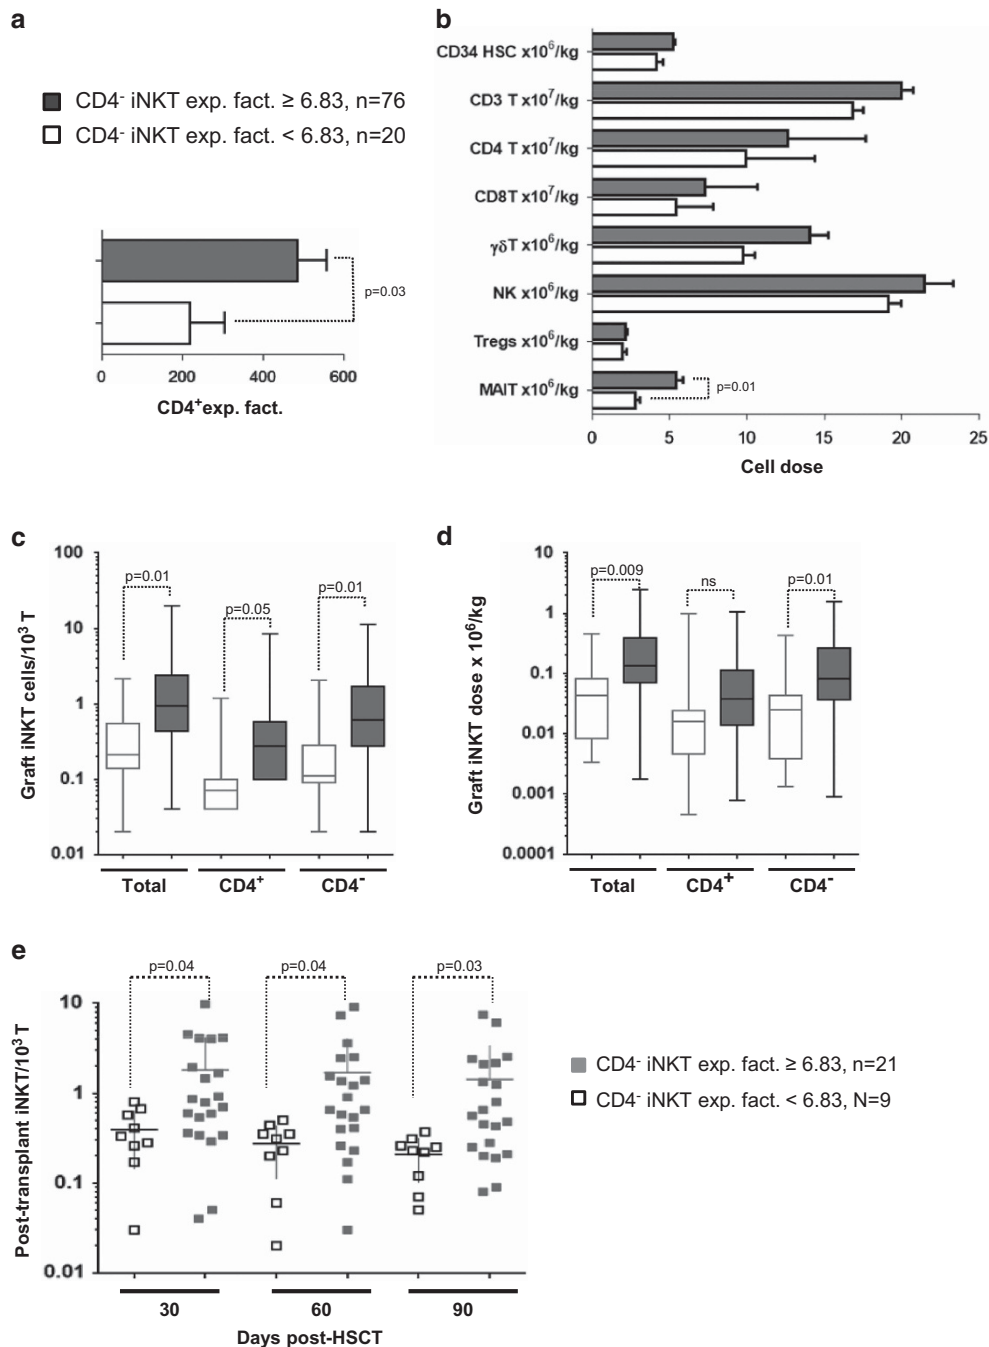 a
CD4⁻ iNKT exp. fact. ≥ 6.83, n=76
CD4⁻ iNKT exp. fact. < 6.83, n=20
p=0.03
0 200 400 600
CD4⁺exp. fact.
b
CD34 HSC x10⁶/kg
CD3 T x10⁷/kg
CD4 T x10⁷/kg
CD8T x10⁷/kg
γδT x10⁶/kg
NK x10⁶/kg
Tregs x10⁶/kg
MAIT x10⁶/kg
p=0.01
0 5 10 15 20 25
Cell dose
c
Graft iNKT cells/10³ T
100
10
1
0.1
0.01
p=0.01
p=0.05
p=0.01
Total CD4⁺ CD4⁻
d
Graft iNKT dose x 10⁶/kg
10
1
0.1
0.01
0.001
0.0001
p=0.009
ns
p=0.01
Total CD4⁺ CD4⁻
e
Post-transplant iNKT/10³ T
10
1
0.1
0.01
p=0.04
p=0.04
p=0.03
30 60 90
Days post-HSCT
CD4⁻ iNKT exp. fact. ≥ 6.83, n=21
CD4⁻ iNKT exp. fact. < 6.83, N=9